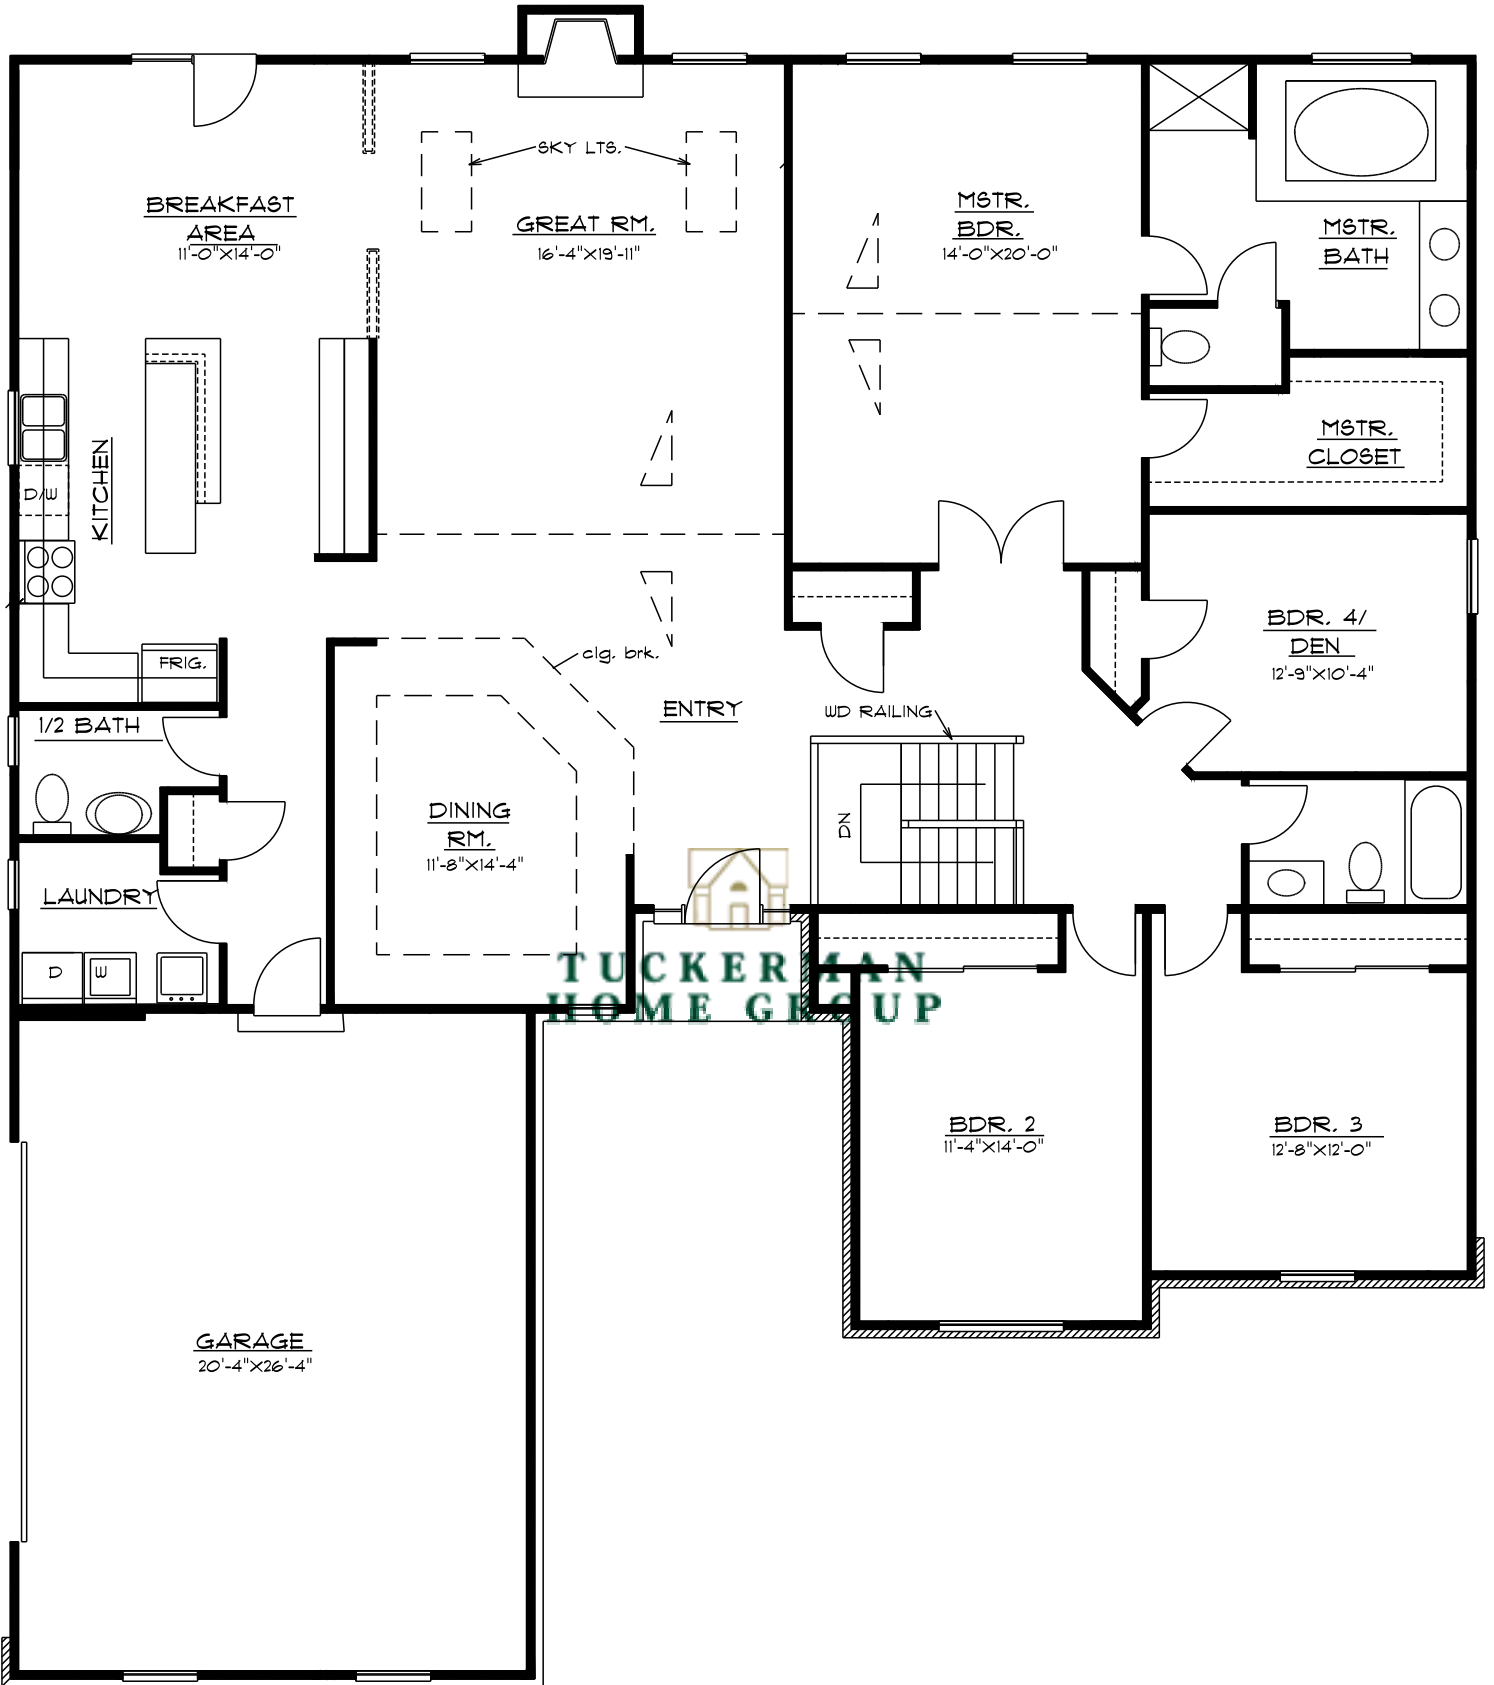 SKY LTS.
BREAKFAST
AREA
11'-0"X14'-0"
GREAT RM.
16'-4"X19'-11"
MSTR.
BDR.
14'-0"X20'-0"
MSTR.
BATH
MSTR.
CLOSET
KITCHEN
D/W
FRIG.
clg. brk.
BDR. 4/
DEN
12'-9"X10'-4"
ENTRY
WD RAILING
1/2 BATH
DINING
RM.
11'-8"X14'-4"
DN
LAUNDRY
D
W
TUCKERMAN
HOME GROUP
BDR. 2
11'-4"X14'-0"
BDR. 3
12'-8"X12'-0"
GARAGE
20'-4"X26'-4"